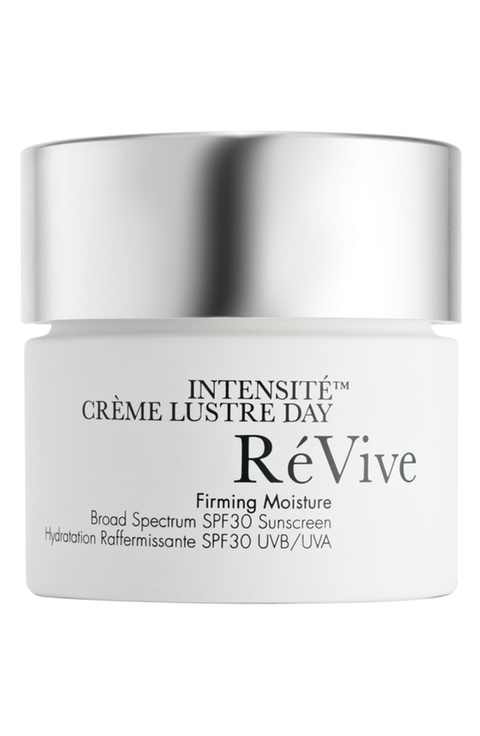 INTENSITÉ™
CRÈME LUSTRE DAY
RéVive
Firming Moisture
Broad Spectrum SPF30 Sunscreen
Hydratation Raffermissante SPF30 UVB/UVA